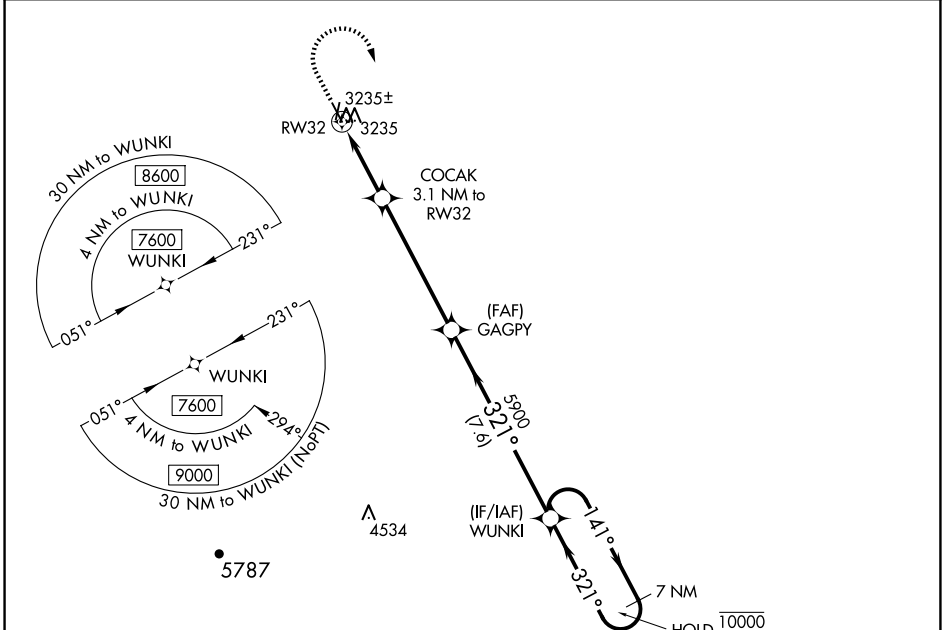 3235±
RW32
3235
30 NM to WUNKI
8600
4 NM to WUNKI
7600
WUNKI
231°
051°
COCAK
3.1 NM to
RW32
(FAF)
GAGPY
231°
WUNKI
051°
7600
294°
4 NM to WUNKI
9000
30 NM to WUNKI (NoPT)
5900
321°
(7.6)
4534
5787
(IF/IAF)
WUNKI
141°
321°
7 NM
HOLD 10000